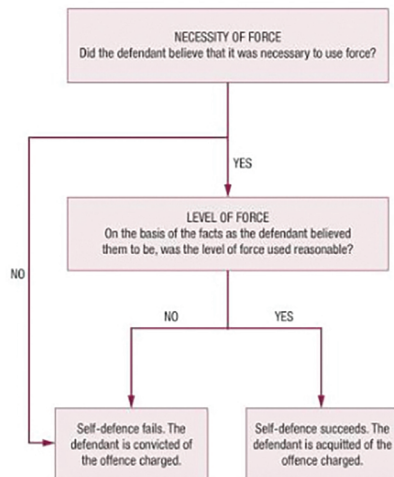 NECESSITY OF FORCE
Did the defendant believe that it was necessary to use force?
YES
LEVEL OF FORCE
On the basis of the facts as the defendant believed
them to be, was the level of force used reasonable?
NO
NO
YES
Self-defence fails. The
defendant is convicted of
the offence charged.
Self-defence succeeds. The
defendant is acquitted of the
offence charged.